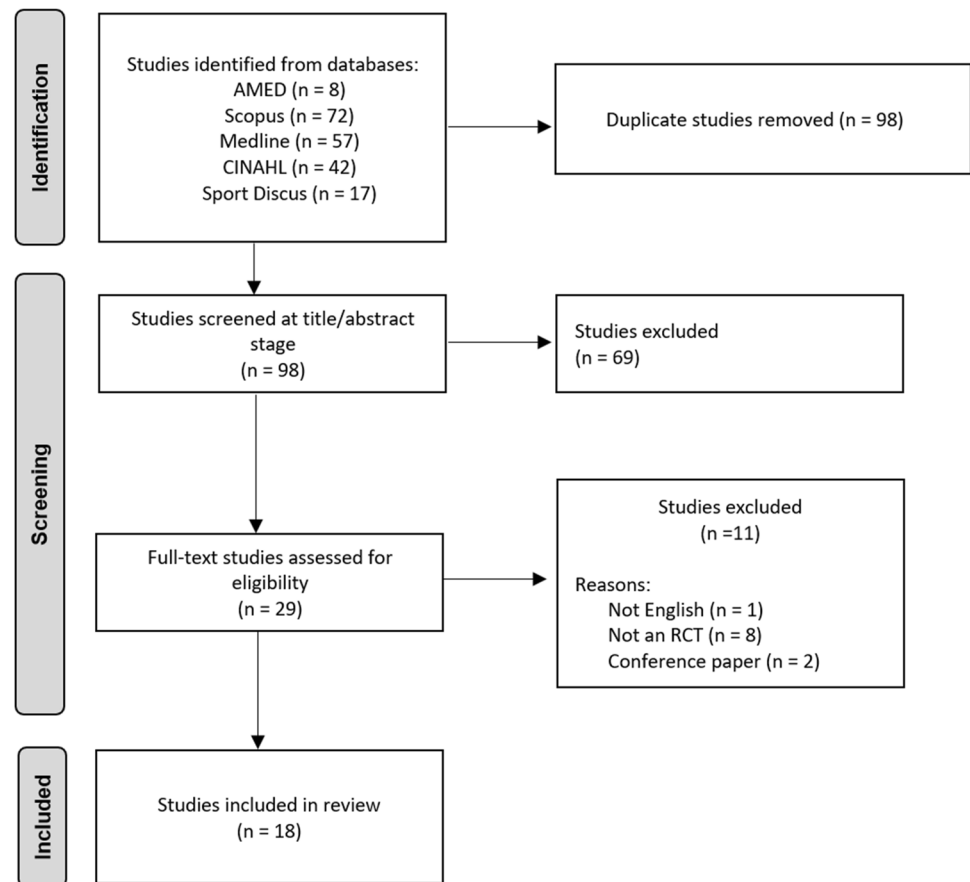 Identification
Studies identified from databases:
AMED (n = 8)
Scopus (n = 72)
Medline (n = 57)
CINAHL (n = 42)
Sport Discus (n = 17)
Duplicate studies removed (n = 98)
Screening
Studies screened at title/abstract
stage
(n = 98)
Studies excluded
(n = 69)
Full-text studies assessed for
eligibility
(n = 29)
Studies excluded
(n =11)
Reasons:
Not English (n = 1)
Not an RCT (n = 8)
Conference paper (n = 2)
Included
Studies included in review
(n = 18)